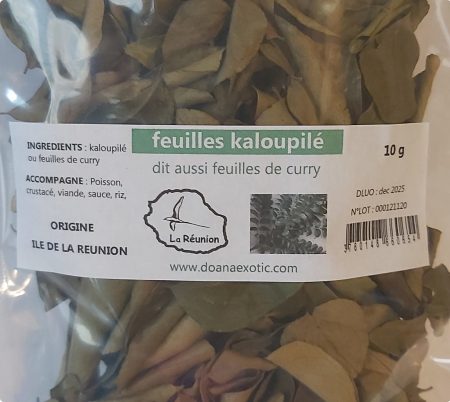 feuilles kaloupilé
dit aussi feuilles de curry
INGREDIENTS : kaloupilé
ou feuilles de curry
ACCOMPAGNE : Poisson,
crustacé, viande, sauce, riz,
ORIGINE
ILE DE LA REUNION
La Réunion
www.doanaexotic.com
10 g
DLUO : dec 2025
N°LOT : 000121120